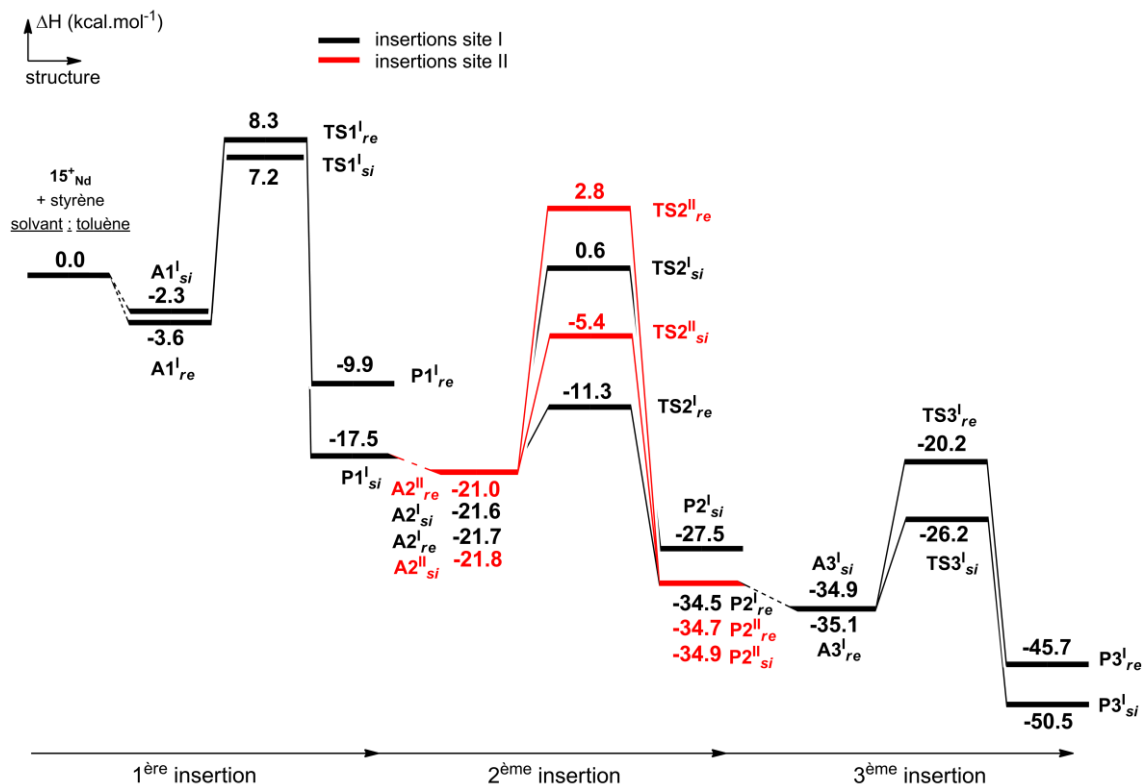 ΔH (kcal.mol⁻¹)
structure
insertions site I
insertions site II
15⁺Nd
+ styrène
solvant : toluène
0.0
A1ᴵsi
-2.3
-3.6
A1ᴵre
8.3
TS1ᴵre
TS1ᴵsi
7.2
-9.9
P1ᴵre
-17.5
P1ᴵsi
A2ᴵᴵre -21.0
A2ᴵsi -21.6
A2ᴵre -21.7
A2ᴵᴵsi -21.8
2.8
TS2ᴵᴵre
0.6
TS2ᴵsi
-5.4
TS2ᴵᴵsi
-11.3
TS2ᴵre
P2ᴵsi
-27.5
-34.5 P2ᴵre
-34.7 P2ᴵᴵre
-34.9 P2ᴵᴵsi
A3ᴵsi
-34.9
-35.1
A3ᴵre
TS3ᴵre
-20.2
-26.2
TS3ᴵsi
-45.7
P3ᴵre
P3ᴵsi
-50.5
1ère insertion
2ème insertion
3ème insertion